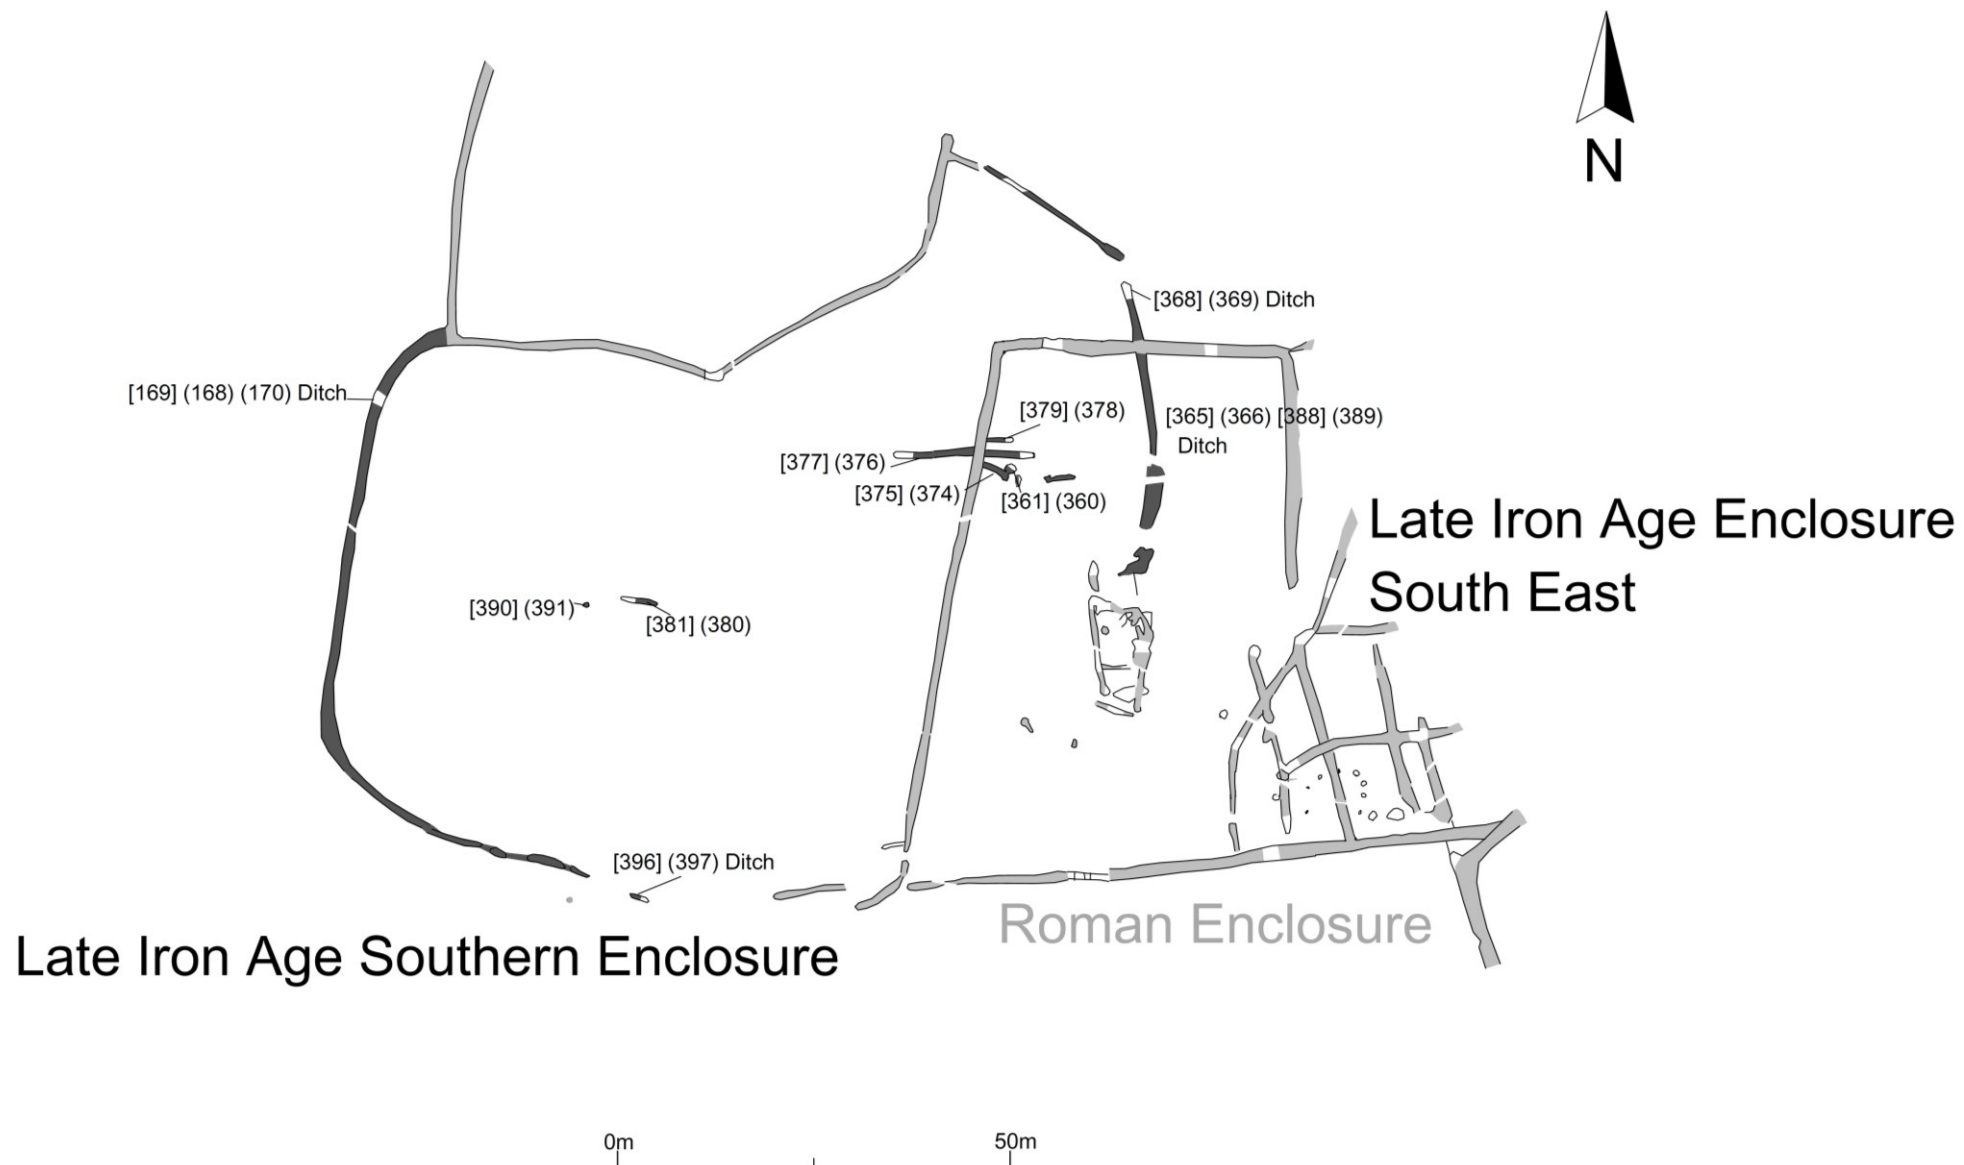 N
[368] (369) Ditch
[169] (168) (170) Ditch
[379] (378)
[365] (366) [388] (389)
Ditch
[377] (376)
[375] (374)
[361] (360)
Late Iron Age Enclosure
South East
[390] (391)
[381] (380)
[396] (397) Ditch
Roman Enclosure
Late Iron Age Southern Enclosure
0m
50m